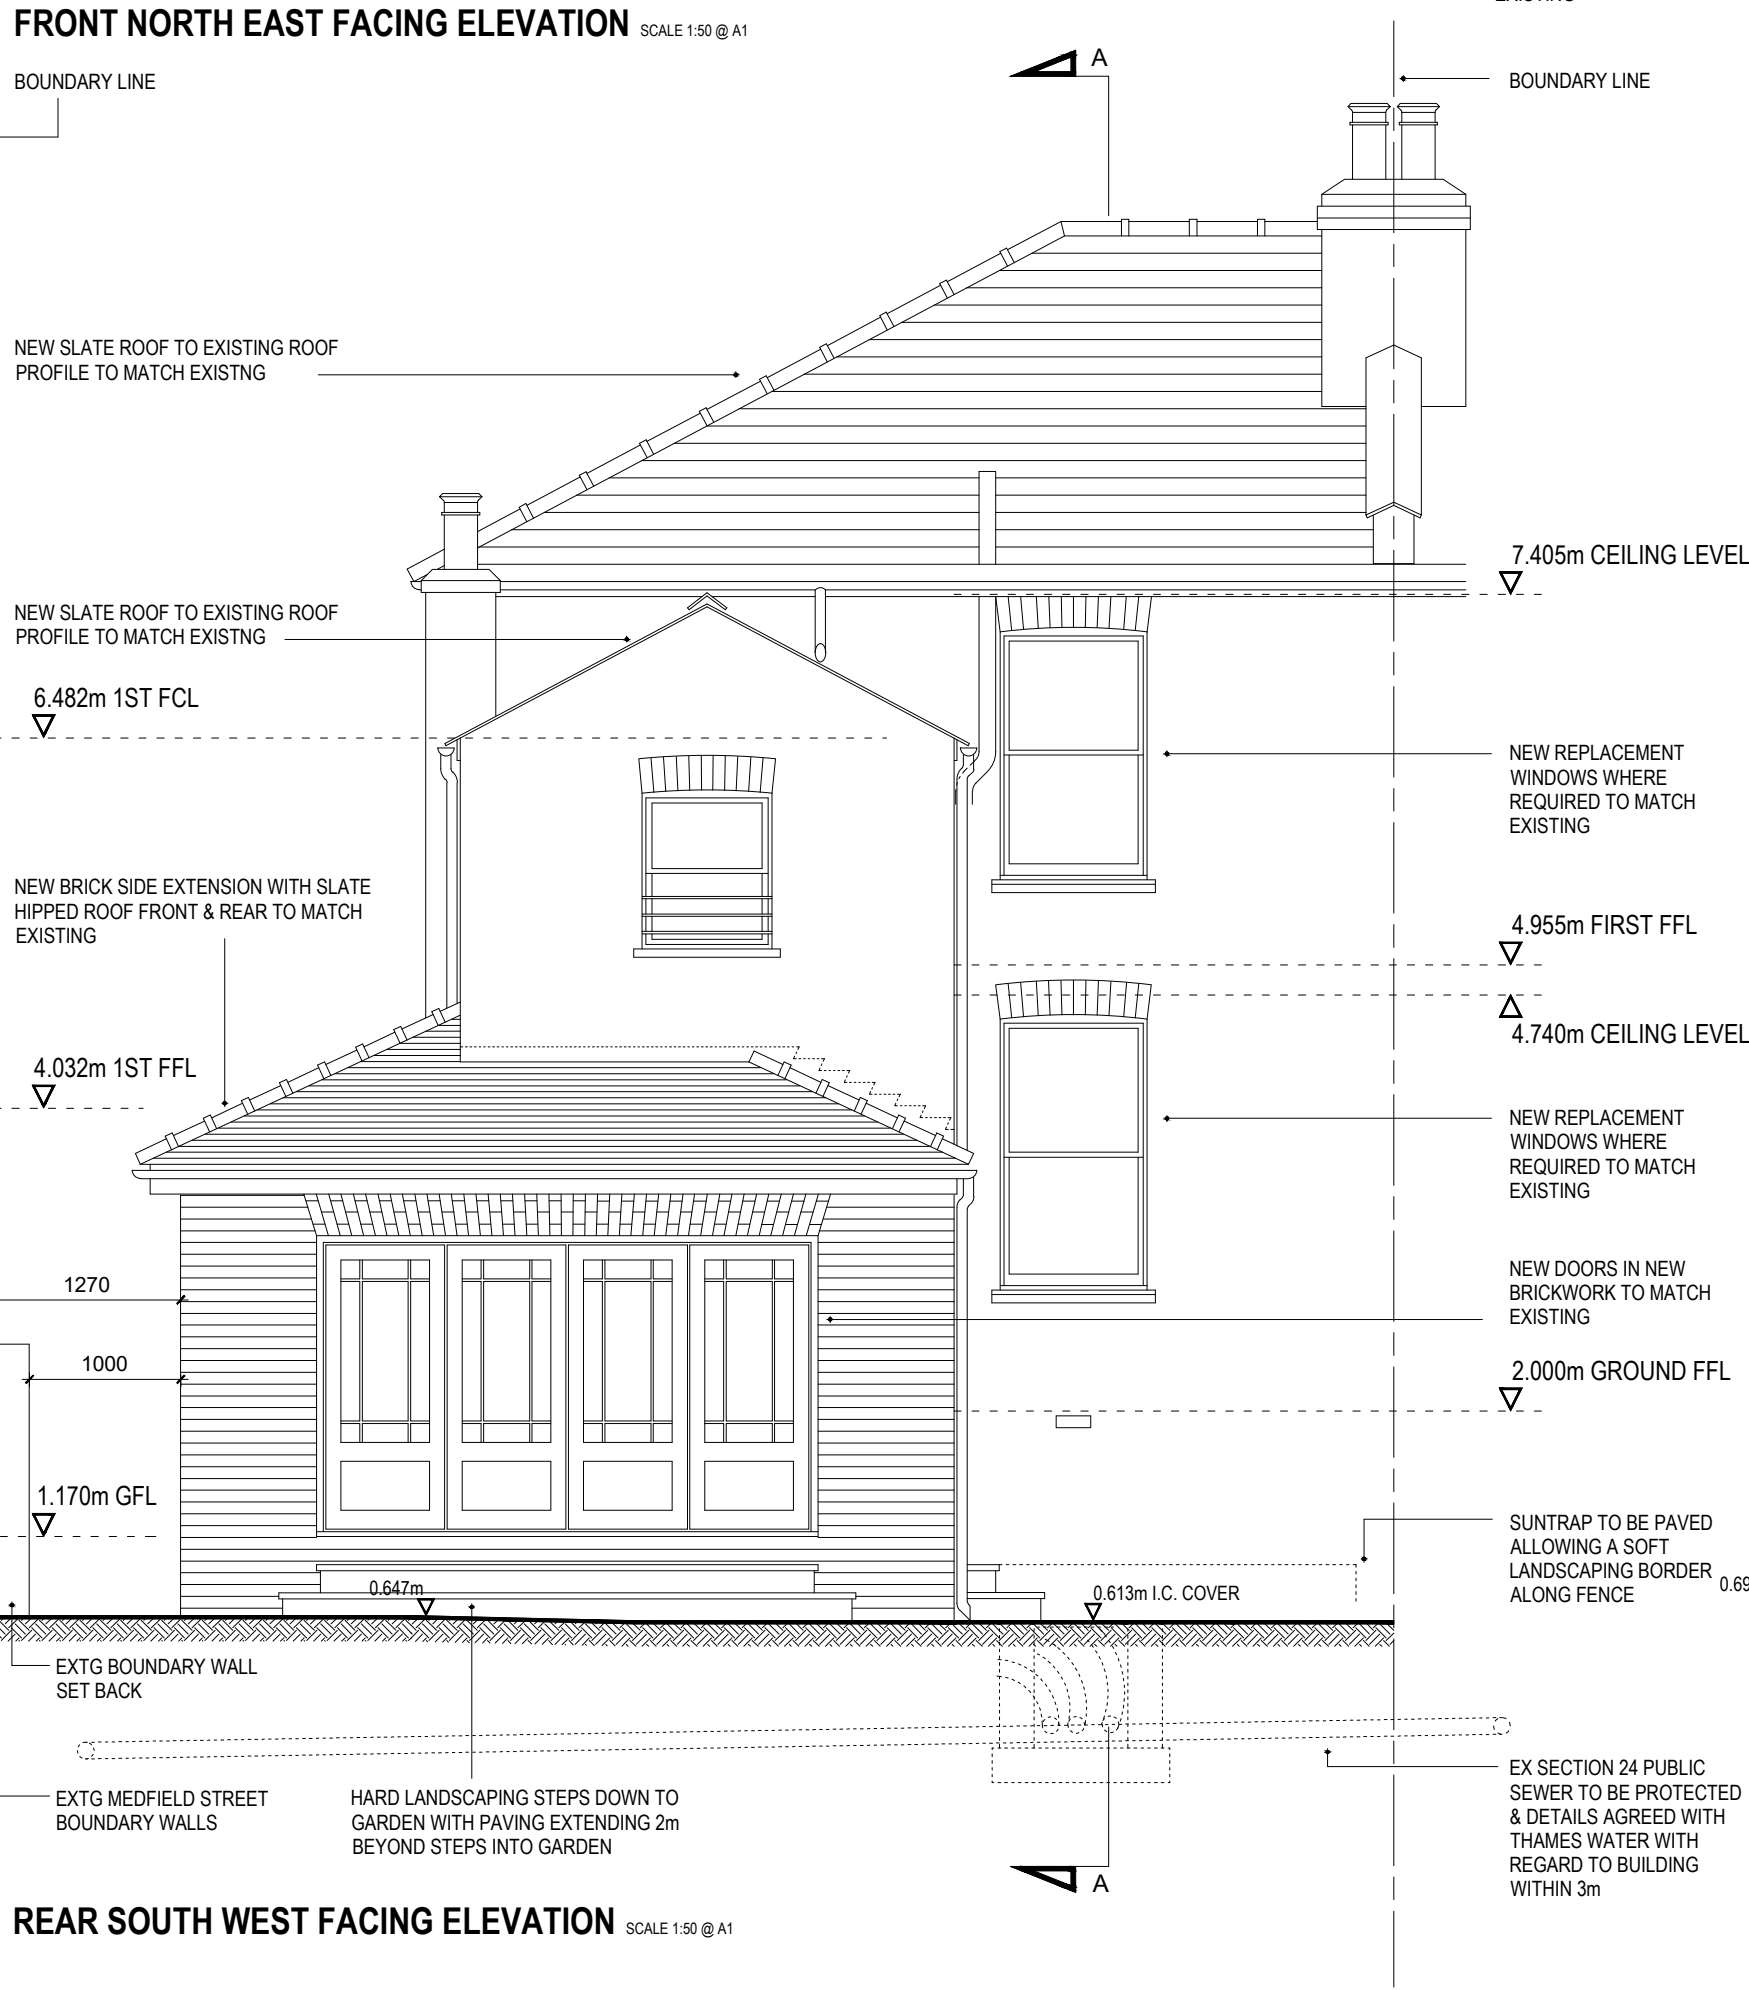 FRONT NORTH EAST FACING ELEVATION SCALE 1:50 @ A1
BOUNDARY LINE
A
BOUNDARY LINE
NEW SLATE ROOF TO EXISTING ROOF
PROFILE TO MATCH EXISTNG
7.405m CEILING LEVEL
NEW SLATE ROOF TO EXISTING ROOF
PROFILE TO MATCH EXISTNG
6.482m 1ST FCL
NEW REPLACEMENT
WINDOWS WHERE
REQUIRED TO MATCH
EXISTING
NEW BRICK SIDE EXTENSION WITH SLATE
HIPPED ROOF FRONT & REAR TO MATCH
EXISTING
4.955m FIRST FFL
4.740m CEILING LEVEL
4.032m 1ST FFL
NEW REPLACEMENT
WINDOWS WHERE
REQUIRED TO MATCH
EXISTING
1270
NEW DOORS IN NEW
BRICKWORK TO MATCH
EXISTING
1000
2.000m GROUND FFL
1.170m GFL
SUNTRAP TO BE PAVED
ALLOWING A SOFT
LANDSCAPING BORDER
ALONG FENCE
0.69
0.647m
0.613m I.C. COVER
EXTG BOUNDARY WALL
SET BACK
EXTG MEDFIELD STREET
BOUNDARY WALLS
HARD LANDSCAPING STEPS DOWN TO
GARDEN WITH PAVING EXTENDING 2m
BEYOND STEPS INTO GARDEN
EX SECTION 24 PUBLIC
SEWER TO BE PROTECTED
& DETAILS AGREED WITH
THAMES WATER WITH
REGARD TO BUILDING
WITHIN 3m
A
REAR SOUTH WEST FACING ELEVATION SCALE 1:50 @ A1